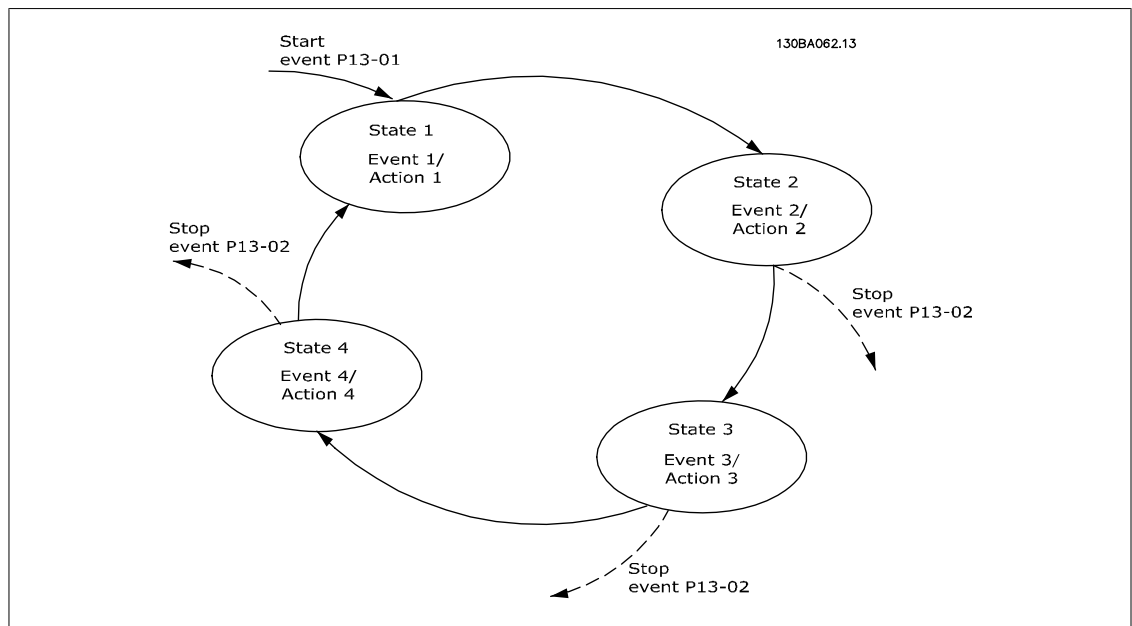 Start
event P13-01
130BA062.13
State 1
Event 1/
Action 1
State 2
Event 2/
Action 2
Stop
event P13-02
Stop
event P13-02
State 4
Event 4/
Action 4
State 3
Event 3/
Action 3
Stop
event P13-02